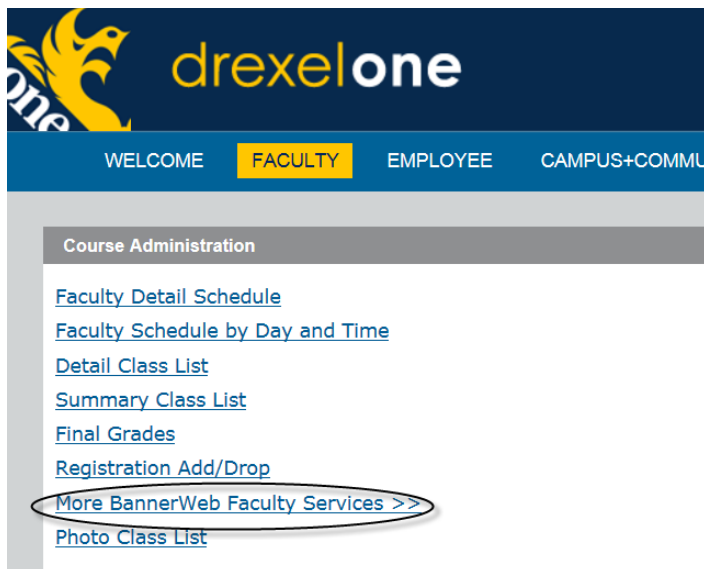 one
drexelone
WELCOME FACULTY EMPLOYEE CAMPUS+COMMU
Course Administration
Faculty Detail Schedule
Faculty Schedule by Day and Time
Detail Class List
Summary Class List
Final Grades
Registration Add/Drop
More BannerWeb Faculty Services >>
Photo Class List